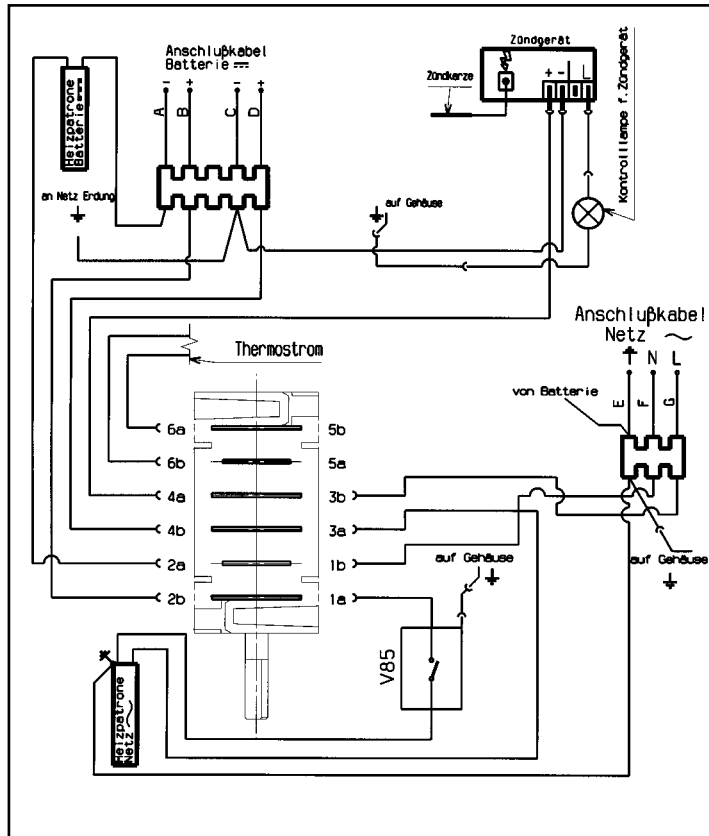 Anschlußkabel
Batterie
- + - +
A B C D
Heizpatrone
Batterie
an Netz Erdung
Zündgerät
Zündkerze
+ - L
Kontrollampe f. Zündgerät
auf Gehäuse
Anschlußkabel
Netz ~
N L
E F G
von Batterie
Thermostrom
6a 5b
6b 5a
4a 3b
4b 3a
2a 1b
2b 1a
auf Gehäuse
auf Gehäuse
V85
Heizpatrone
Netz ~